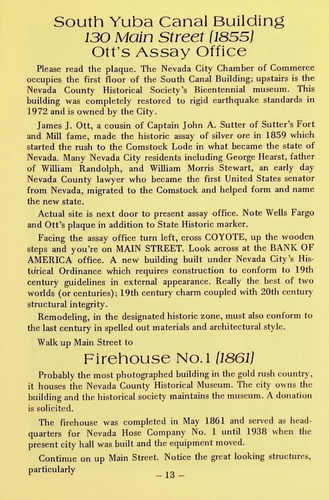 South Yuba Canal Building
130 Main Street (1855)
Ott's Assay Office
Please read the plaque. The Nevada City Chamber of Commerce
occupies the first floor of the South Canal Building; upstairs is the
Nevada County Historical Society's Bicentennial museum. This
building was completely restored to rigid earthquake standards in
1972 and is owned by the City.
James J. Ott, a cousin of Captain John A. Sutter of Sutter's Fort
and Mill fame, made the historic assay of silver ore in 1859 which
started the rush to the Comstock Lode in what became the state of
Nevada. Many Nevada City residents including George Hearst, father
of William Randolph, and William Morris Stewart, an early day
Nevada County lawyer who became the first United States senator
from Nevada, migrated to the Comstock and helped form and name
the new state.
Actual site is next door to present assay office. Note Wells Fargo
and Ott's plaque in addition to State Historic marker.
Facing the assay office turn left, cross COYOTE, up the wooden
steps and you're on MAIN STREET. Look across at the BANK OF
AMERICA office. A new building built under Nevada City's His-
torical Ordinance which requires construction to conform to 19th
century guidelines in external appearance. Really the best of two
worlds (or centuries); 19th century charm coupled with 20th century
structural integrity.
Remodeling, in the designated historic zone, must also conform to
the last century in spelled out materials and architectural style.
Walk up Main Street to
Firehouse No. 1 (1861)
Probably the most photographed building in the gold rush country,
it houses the Nevada County Historical Museum. The city owns the
building and the historical society maintains the museum. A donation
is solicited.
The firehouse was completed in May 1861 and served as head-
quarters for Nevada Hose Company No. 1 until 1938 when the
present city hall was built and the equipment moved.
Continue on up Main Street. Notice the great looking structures,
particularly
– 13 –